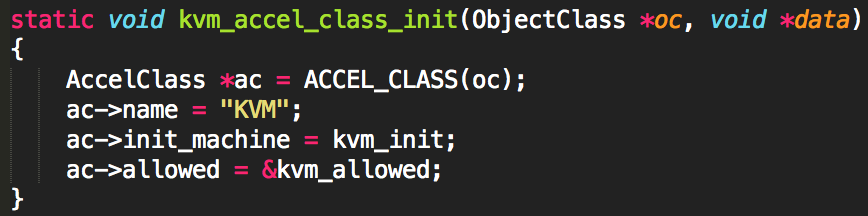 static void kvm_accel_class_init(ObjectClass *oc, void *data)
{
    AccelClass *ac = ACCEL_CLASS(oc);
    ac->name = "KVM";
    ac->init_machine = kvm_init;
    ac->allowed = &kvm_allowed;
}